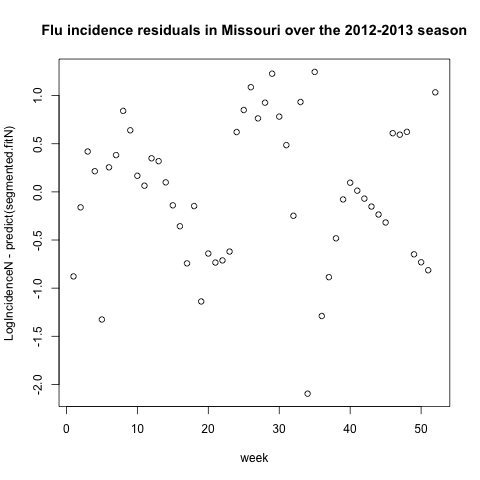 Flu incidence residuals in Missouri over the 2012-2013 season
LogIncidenceN - predict(segmented.fitN)
1.0
0.5
0.0
-0.5
-1.0
-1.5
-2.0
0 10 20 30 40 50
week